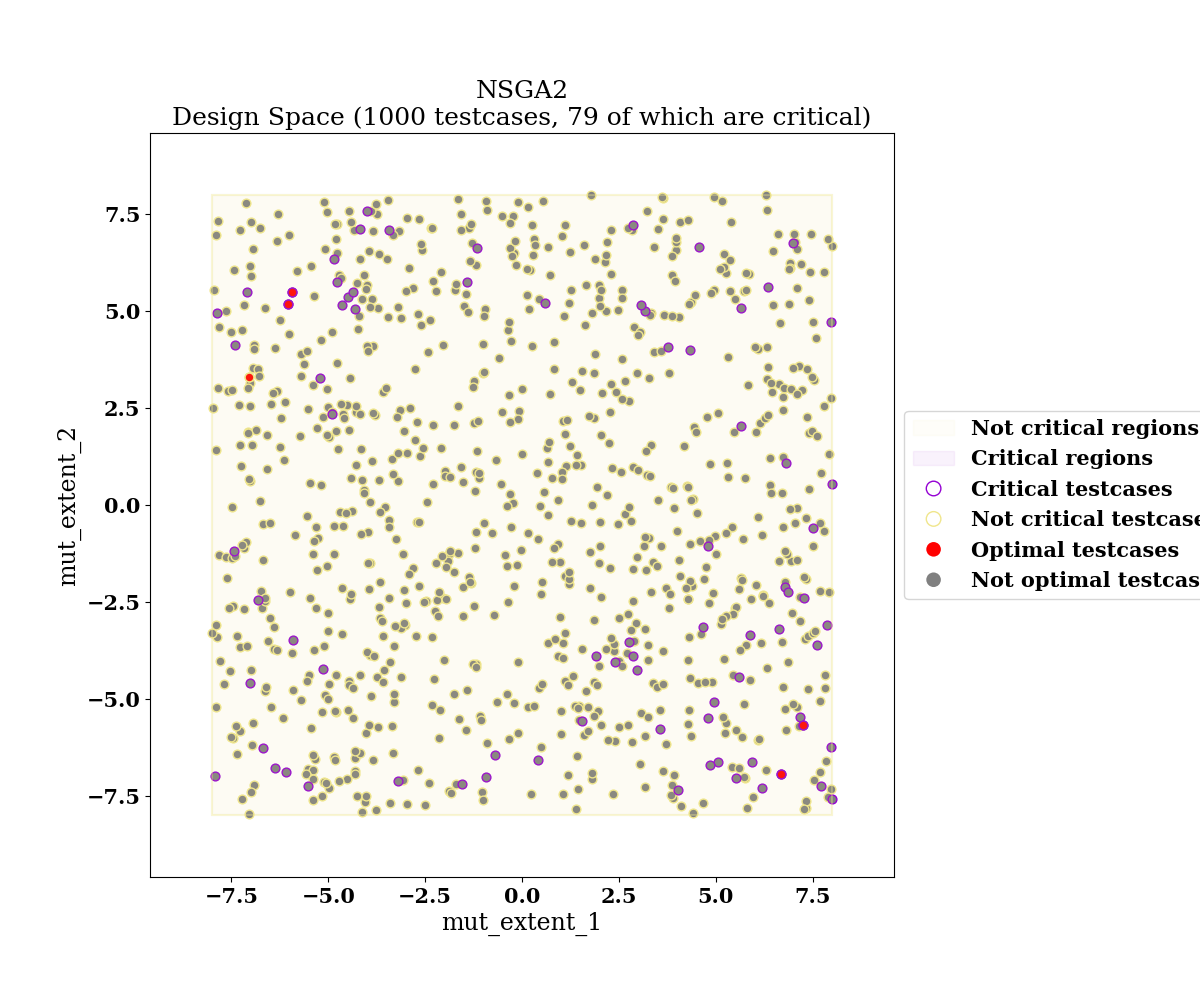 NSGA2
Design Space (1000 testcases, 79 of which are critical)
7.5
5.0
2.5
0.0
−2.5
−5.0
−7.5
mut_extent_2
−7.5
−5.0
−2.5
0.0
2.5
5.0
7.5
mut_extent_1
Not critical regions
Critical regions
Critical testcases
Not critical testcase
Optimal testcases
Not optimal testcas